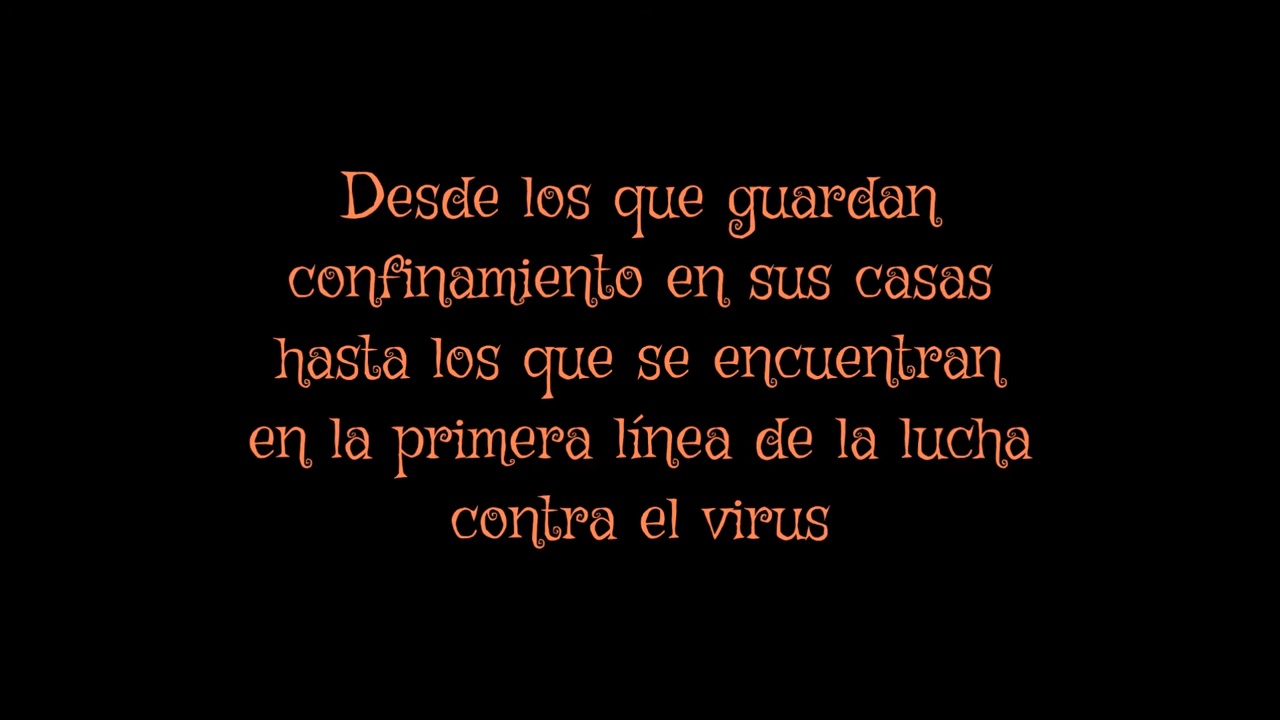 Desde los que guardan
confinamiento en sus casas
hasta los que se encuentran
en la primera línea de la lucha
contra el virus